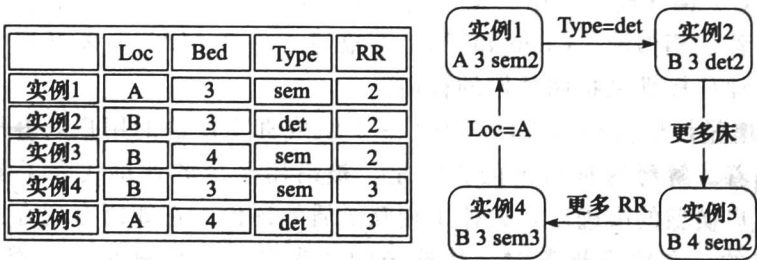 Loc Bed Type RR
实例1 A 3 sem 2
实例2 B 3 det 2
实例3 B 4 sem 2
实例4 B 3 sem 3
实例5 A 4 det 3
实例1
A 3 sem2
Type=det
实例2
B 3 det2
Loc=A
更多床
实例4
B 3 sem3
更多 RR
实例3
B 4 sem2